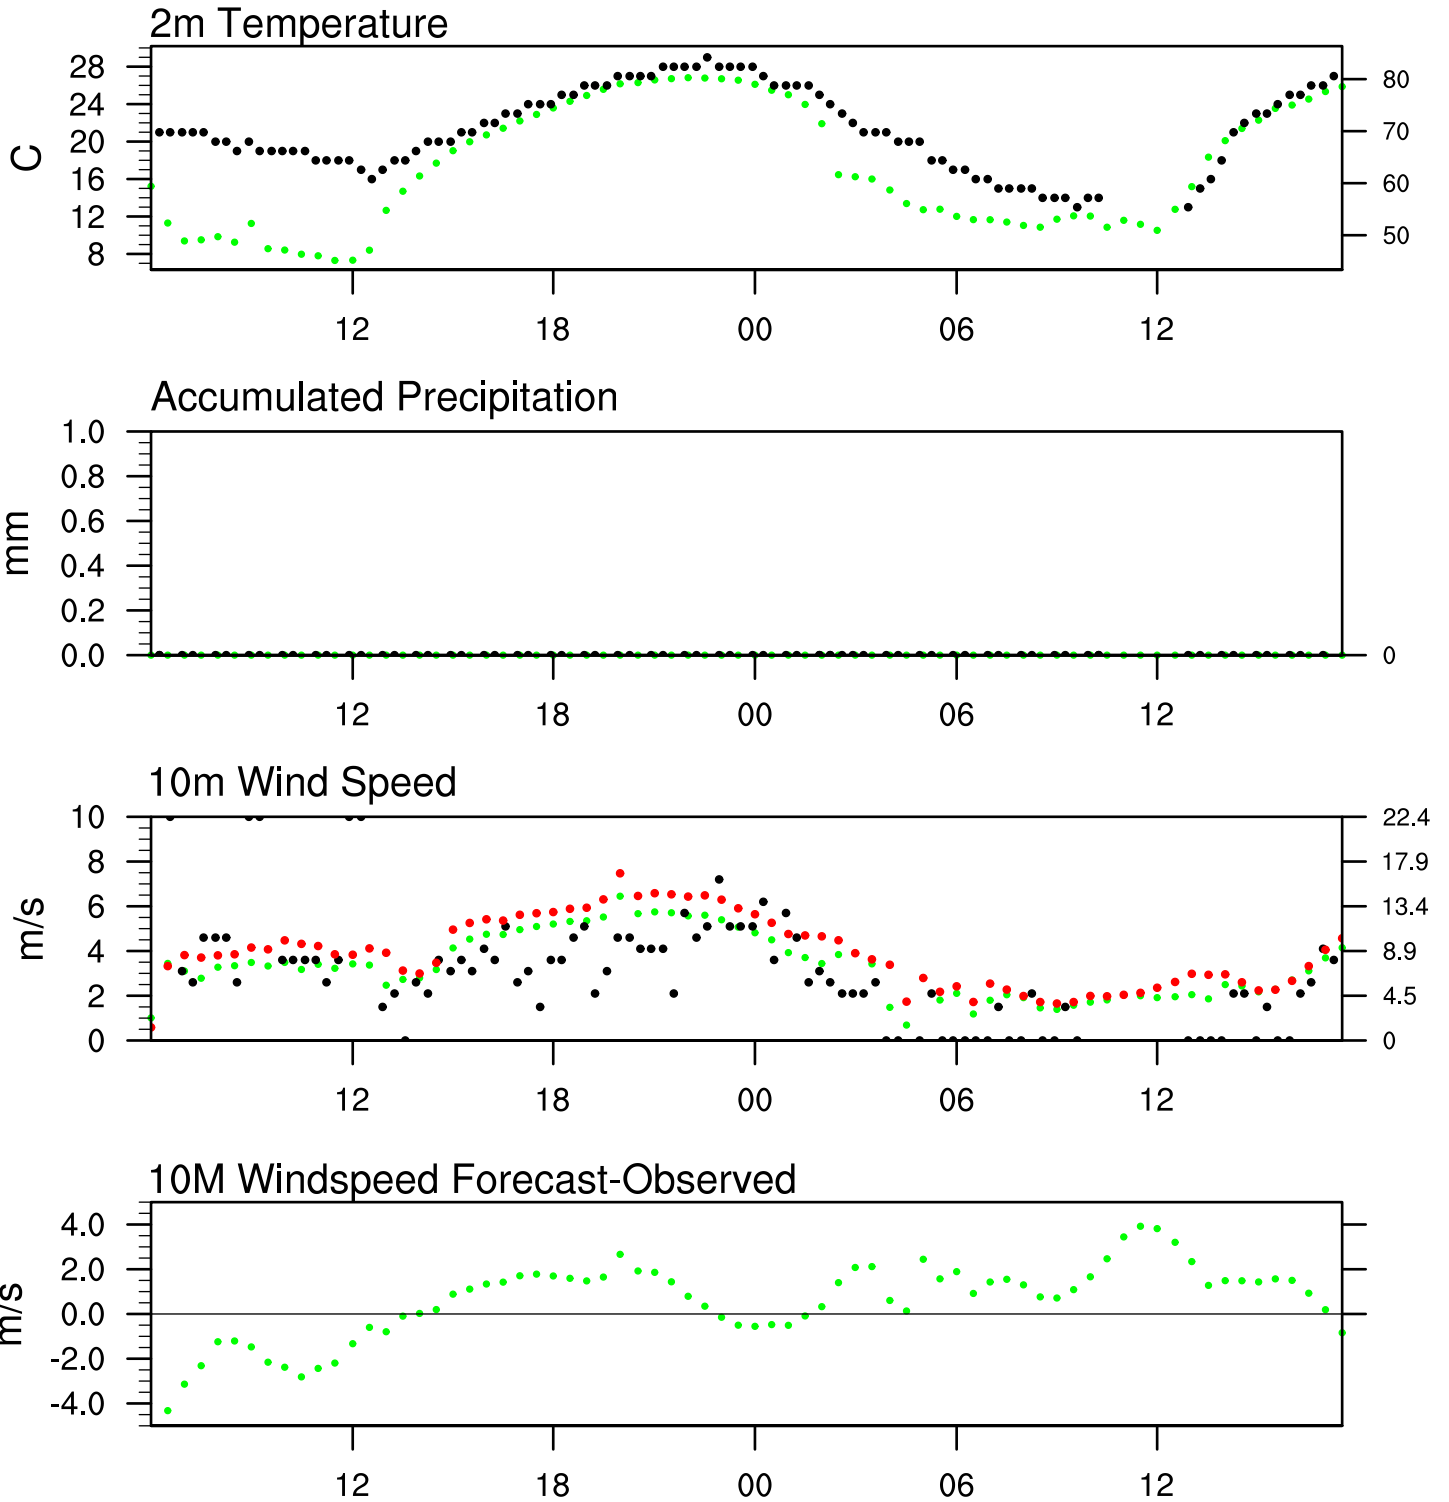 2m Temperature
C
28
24
20
16
12
8
80
70
60
50
12 18 00 06 12
Accumulated Precipitation
mm
1.0
0.8
0.6
0.4
0.2
0.0
0
12 18 00 06 12
10m Wind Speed
m/s
10
8
6
4
2
0
22.4
17.9
13.4
8.9
4.5
0
12 18 00 06 12
10M Windspeed Forecast-Observed
m/s
4.0
2.0
0.0
-2.0
-4.0
12 18 00 06 12